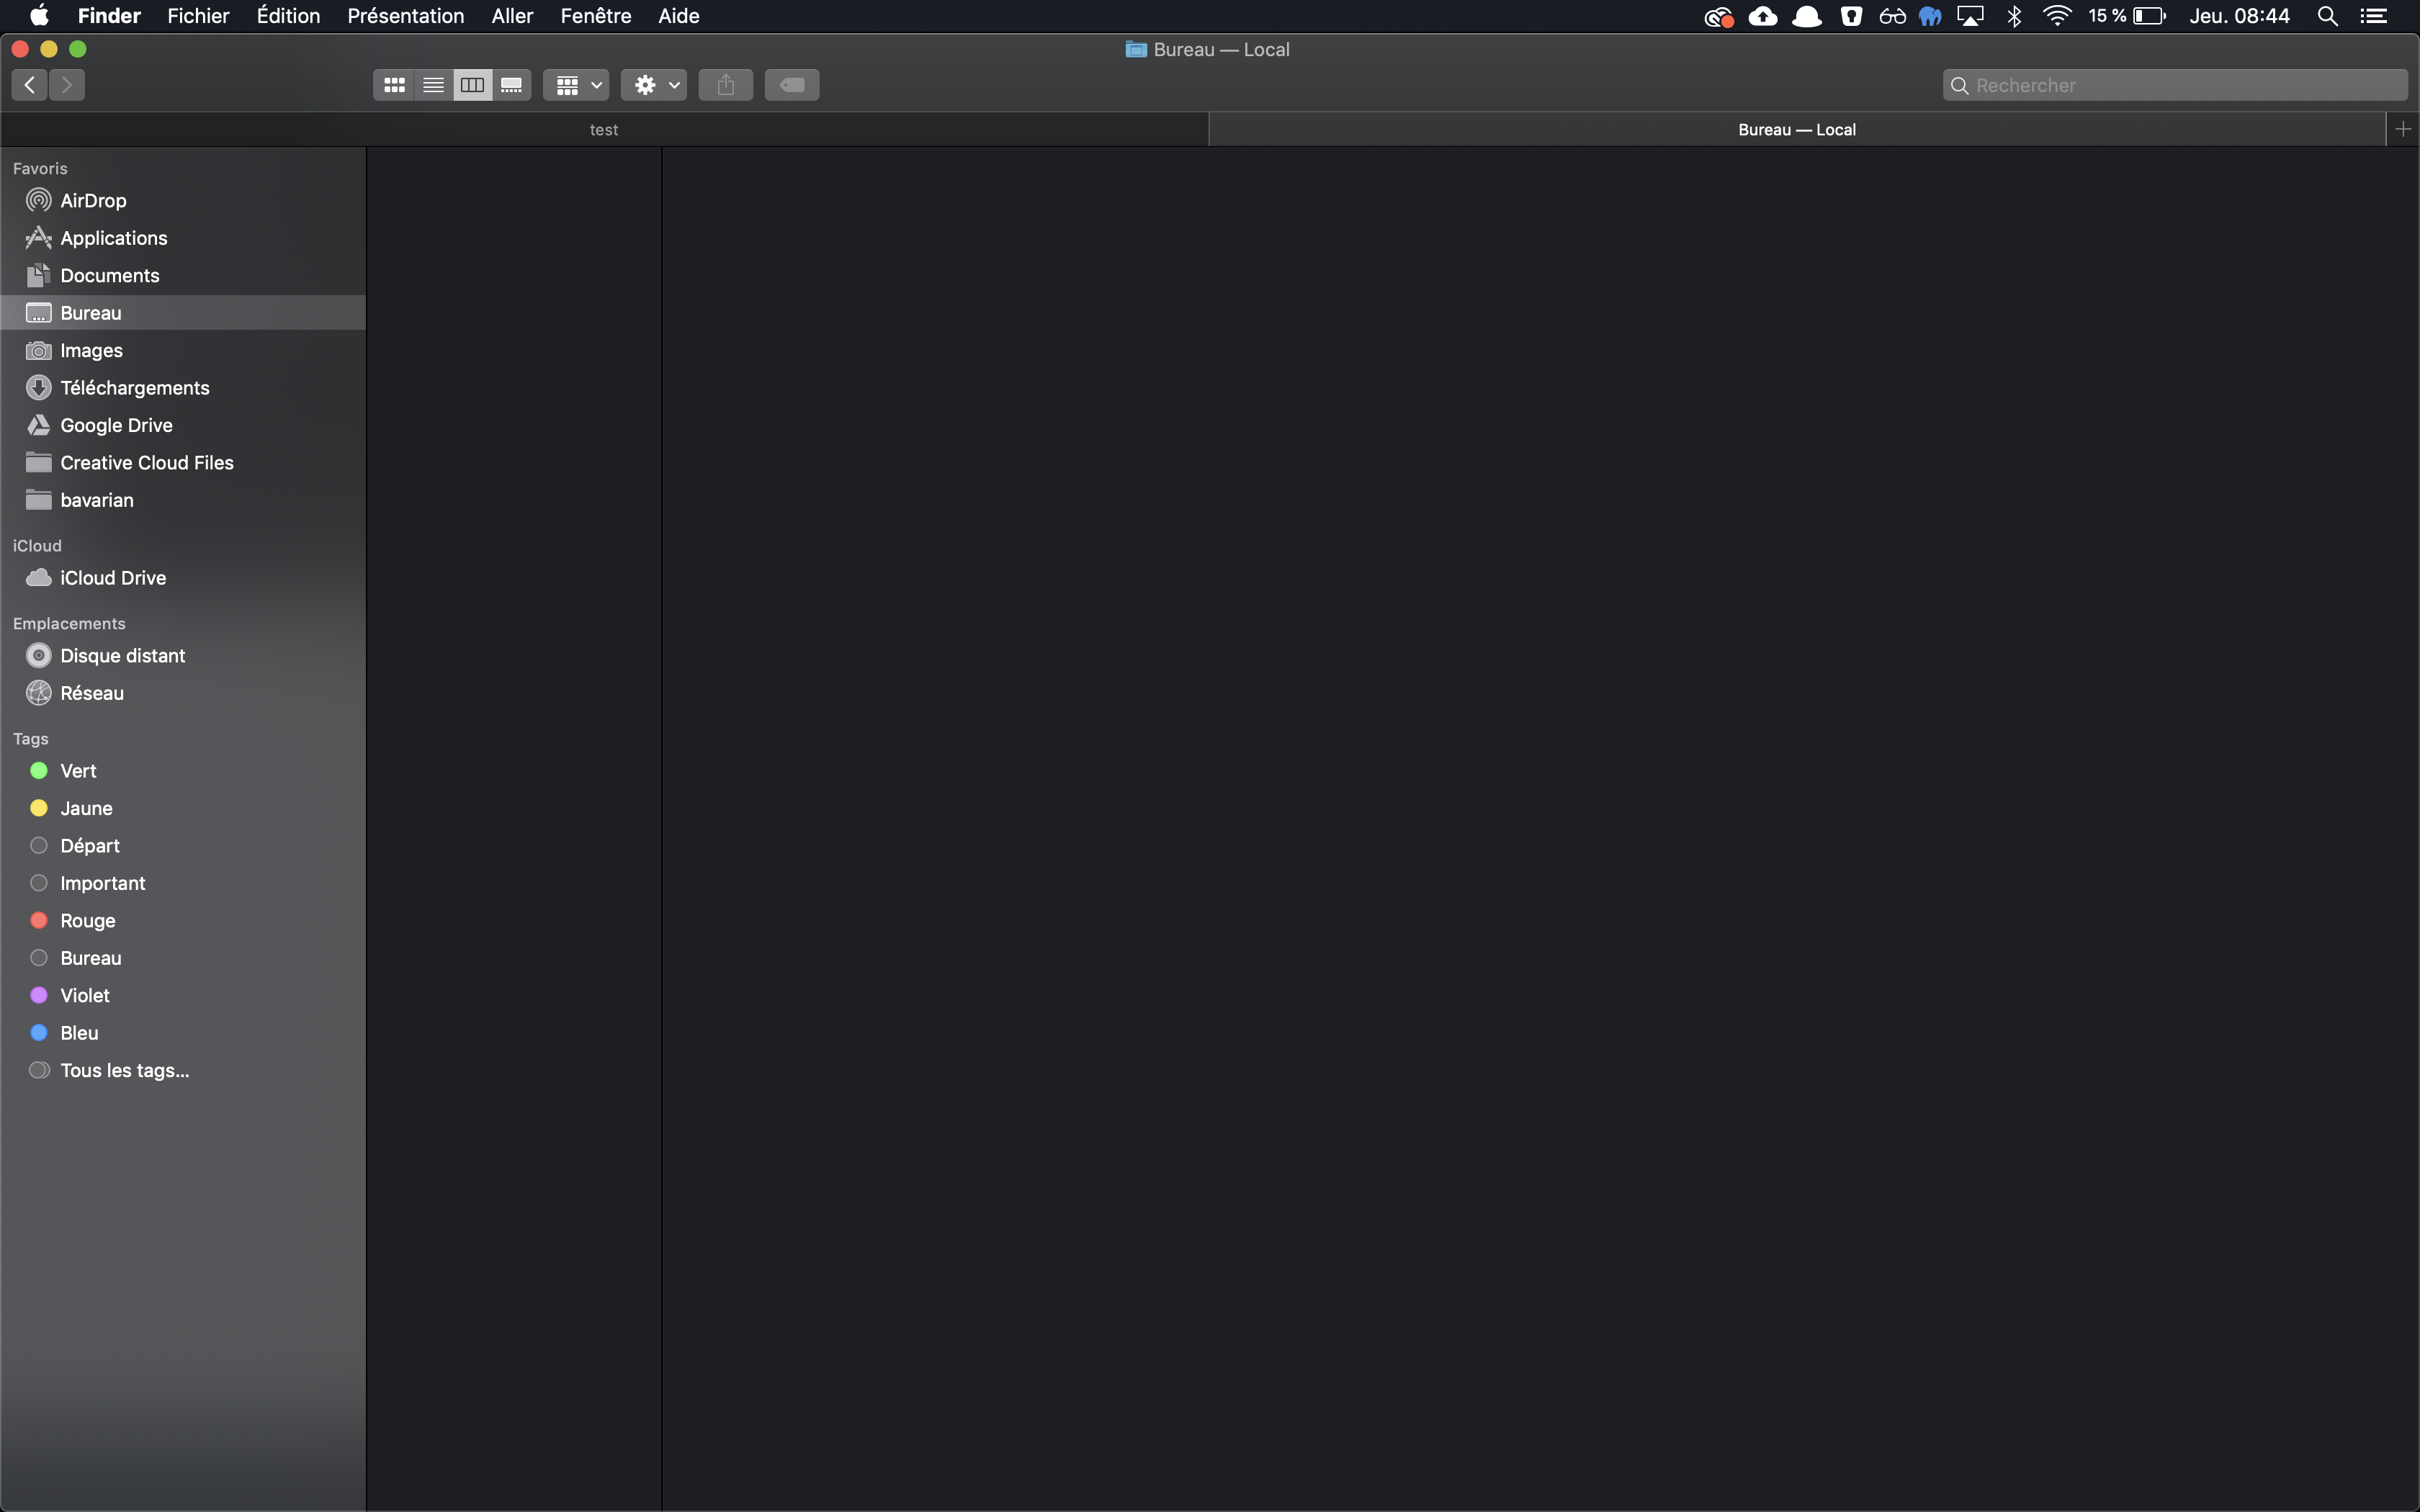 Finder Fichier Édition Présentation Aller Fenêtre Aide 15 % Jeu. 08:44
Bureau — Local
Rechercher
test Bureau — Local
Favoris
AirDrop
Applications
Documents
Bureau
Images
Téléchargements
Google Drive
Creative Cloud Files
bavarian
iCloud
iCloud Drive
Emplacements
Disque distant
Réseau
Tags
Vert
Jaune
Départ
Important
Rouge
Bureau
Violet
Bleu
Tous les tags...